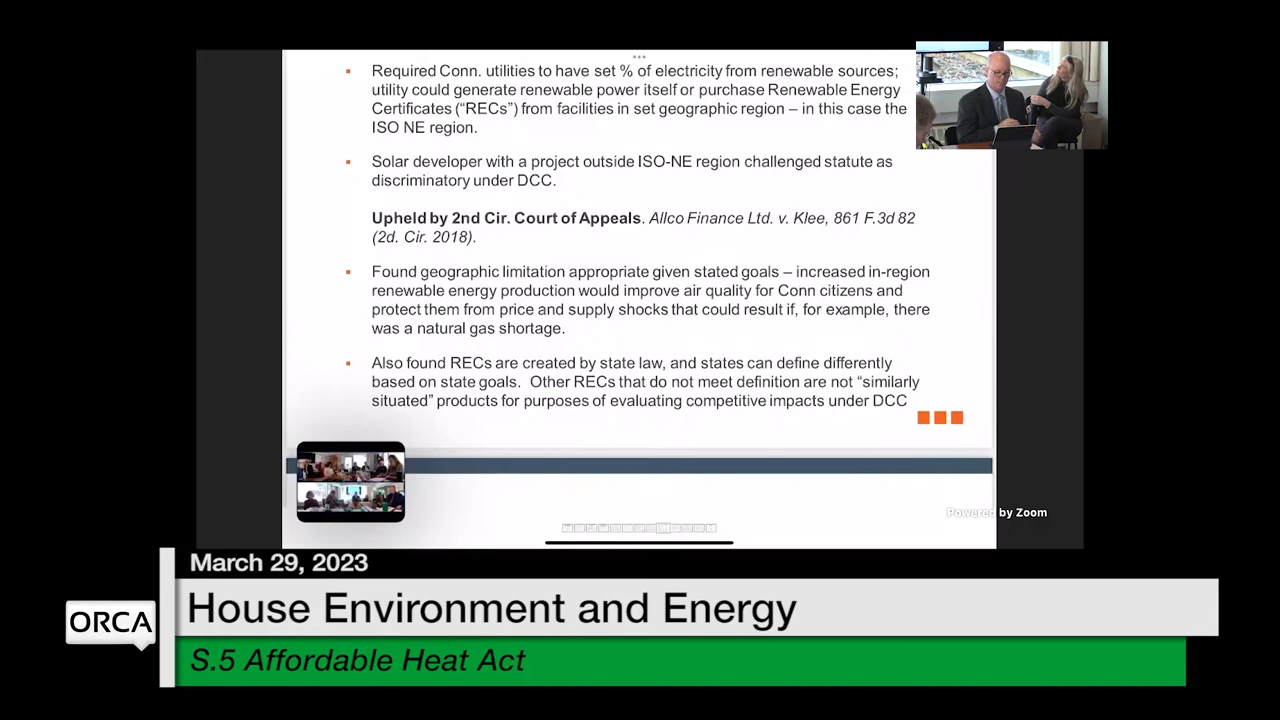 Required Conn. utilities to have set % of electricity from renewable sources;
utility could generate renewable power itself or purchase Renewable Energy
Certificates (“RECs”) from facilities in set geographic region – in this case the
ISO NE region.
Solar developer with a project outside ISO-NE region challenged statute as
discriminatory under DCC.
Upheld by 2nd Cir. Court of Appeals. Allco Finance Ltd. v. Klee, 861 F.3d 82
(2d. Cir. 2018).
Found geographic limitation appropriate given stated goals – increased in-region
renewable energy production would improve air quality for Conn citizens and
protect them from price and supply shocks that could result if, for example, there
was a natural gas shortage.
Also found RECs are created by state law, and states can define differently
based on state goals. Other RECs that do not meet definition are not “similarly
situated” products for purposes of evaluating competitive impacts under DCC
Powered by Zoom
March 29, 2023
House Environment and Energy
ORCA
S.5 Affordable Heat Act